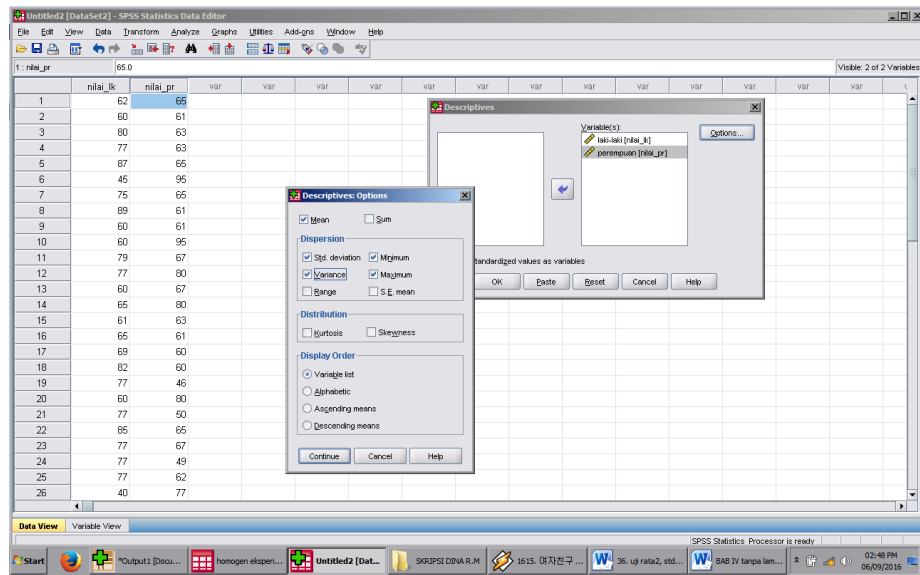 Untitled2 [DataSet2] - SPSS Statistics Data Editor
File Edit View Data Transform Analyze Graphs Utilities Add-ons Window Help
1 : nilai_pr 65.0 Visible: 2 of 2 Variables
nilai_lk nilai_pr var var var var var var var var var var var var var
1 62 65
2 60 61
3 80 63
4 77 63
5 87 65
6 45 95
7 75 65
8 89 61
9 60 61
10 60 95
11 79 67
12 77 80
13 60 67
14 65 80
15 61 63
16 65 61
17 69 60
18 82 60
19 77 46
20 60 80
21 77 50
22 85 65
23 77 67
24 77 49
25 77 62
26 40 77
Descriptives
Variable(s):
laki-laki [nilai_lk]
perempuan [nilai_pr]
Options...
tandardized values as variables
OK Paste Reset Cancel Help
Descriptives: Options
Mean Sum
Dispersion
Std. deviation Minimum
Variance Maximum
Range S.E. mean
Distribution
Kurtosis Skewness
Display Order
Variable list
Alphabetic
Ascending means
Descending means
Continue Cancel Help
Data View Variable View
SPSS Statistics Processor is ready
Start *Output1 [Docu... homogen eksperi... Untitled2 [Dat... SKRIPSI DINA R.M 1615. 여자친구 ... 36. uji rata2, std... BAB IV tanpa lam... 02:48 PM
06/09/2016